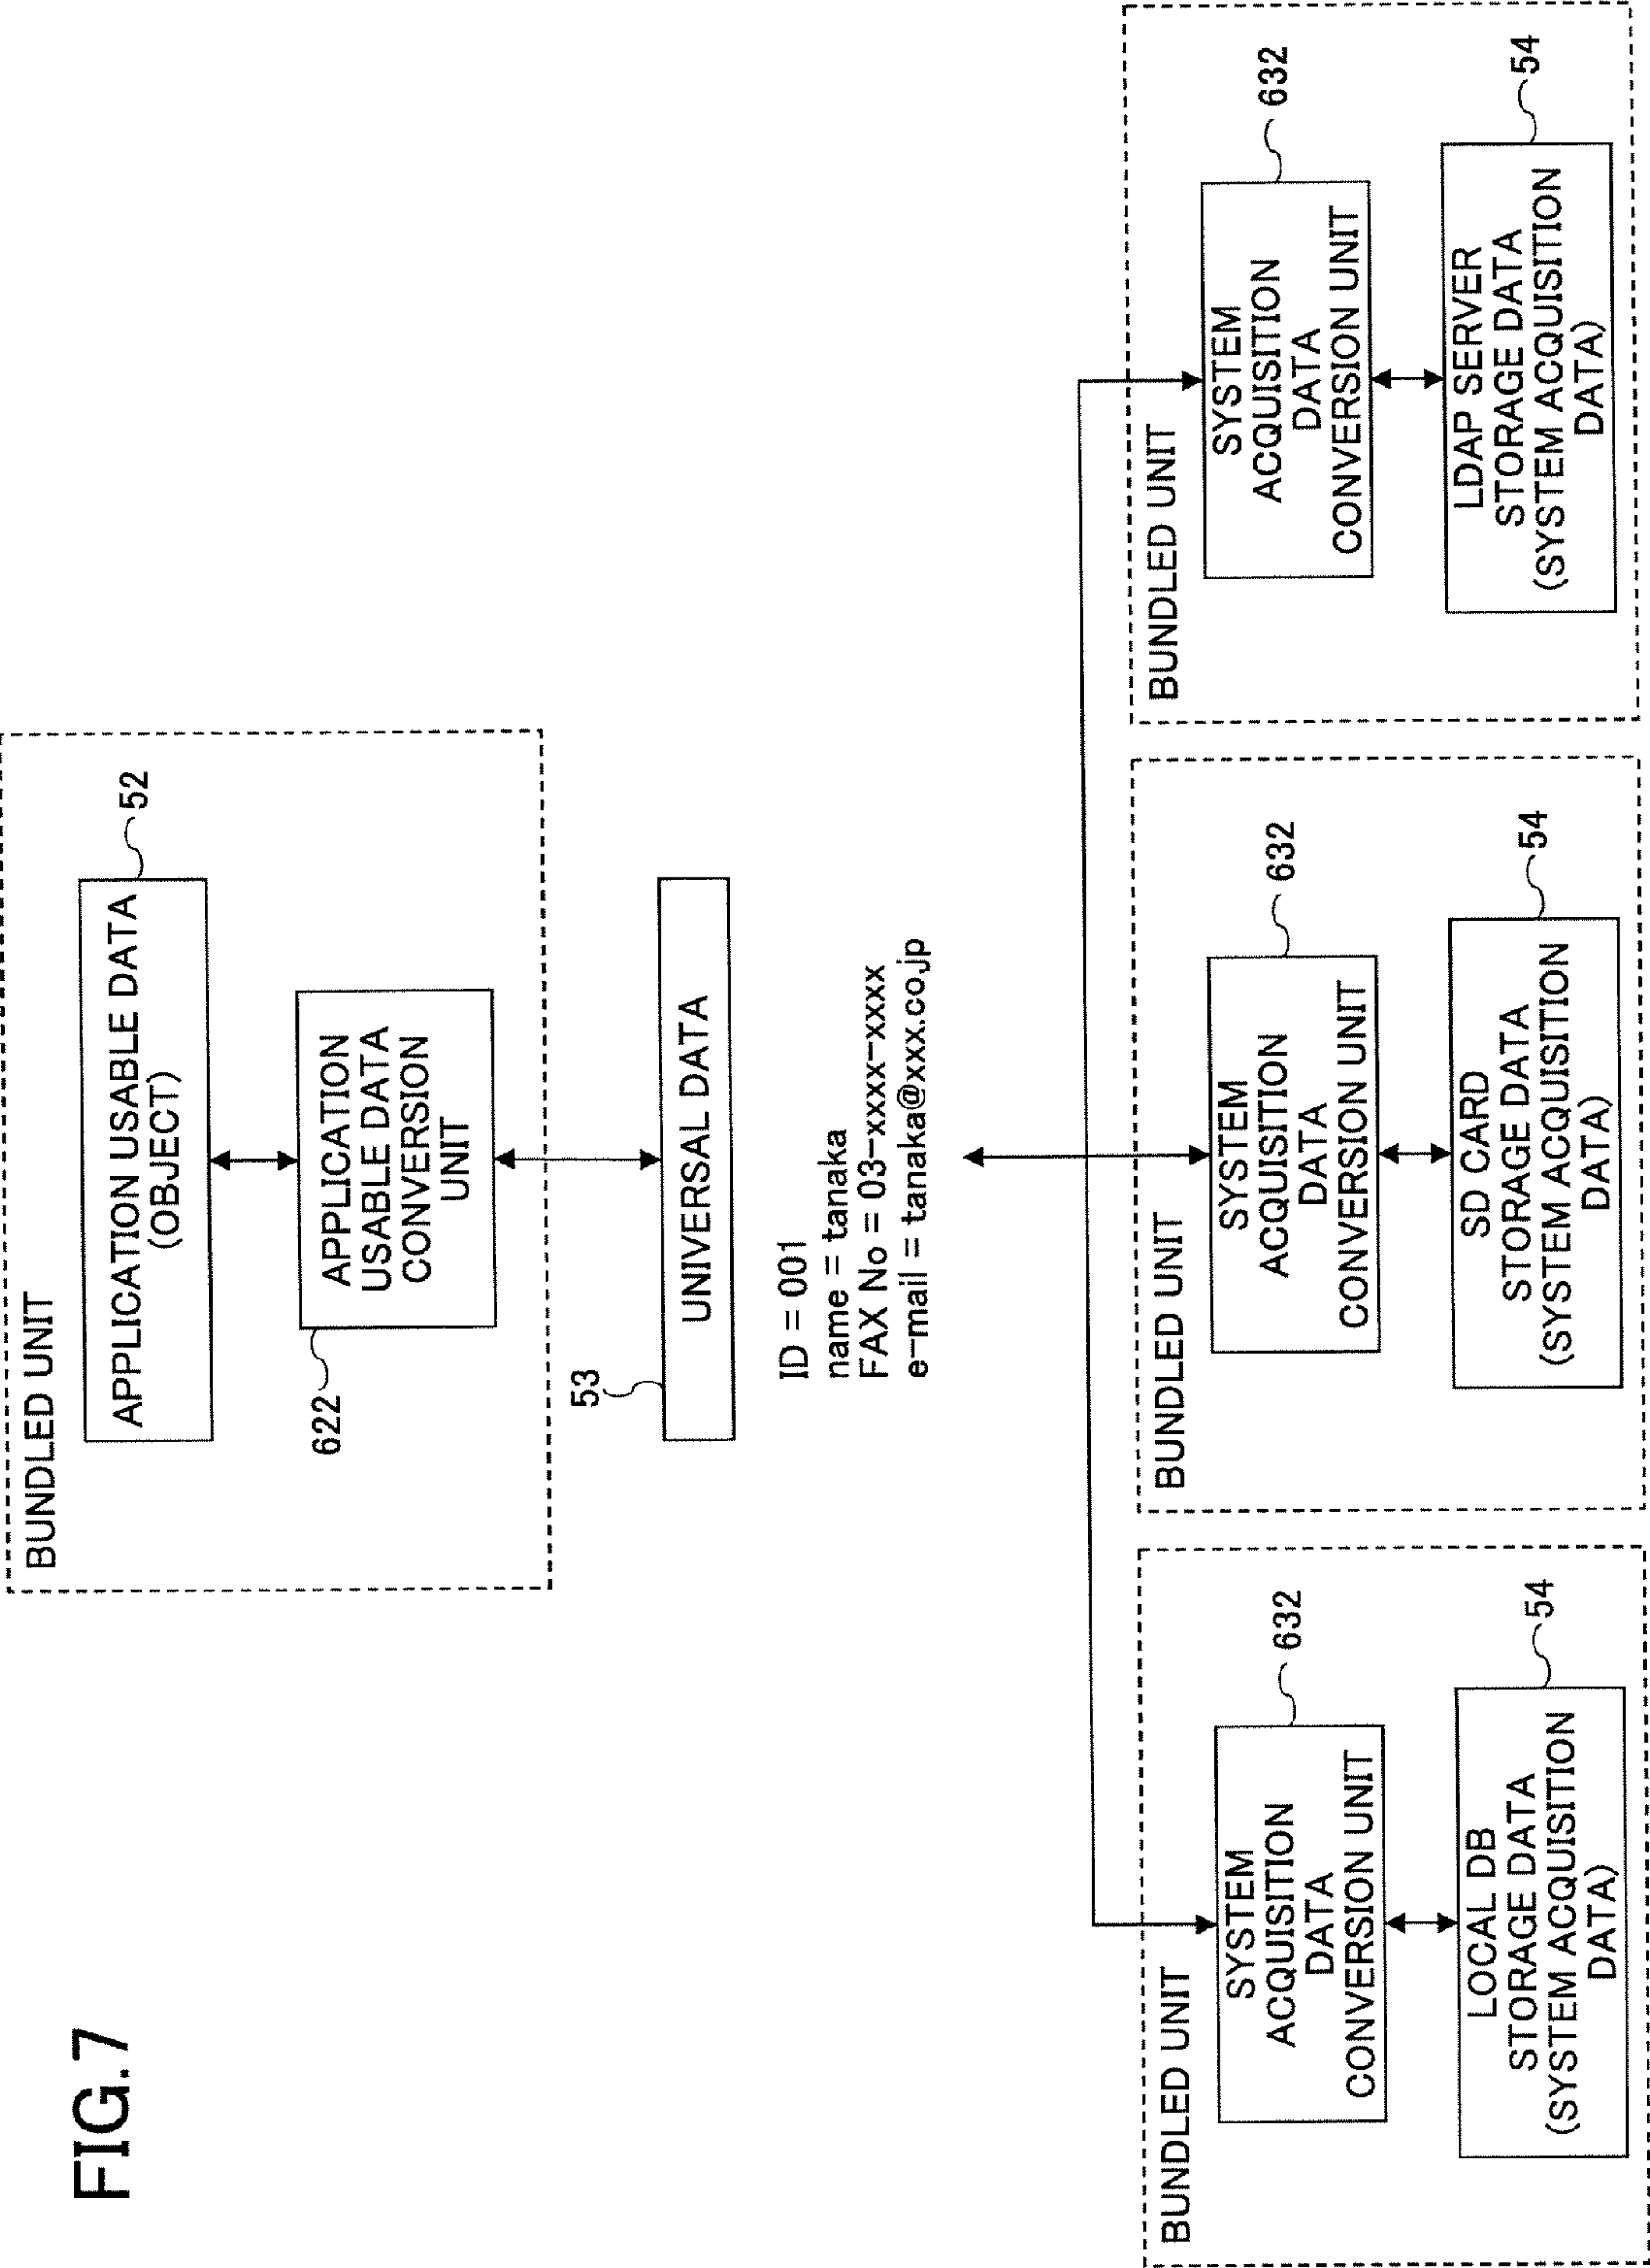 FIG.7
BUNDLED UNIT
APPLICATION USABLE DATA
(OBJECT)
52
APPLICATION
USABLE DATA
CONVERSION
UNIT
622
53
UNIVERSAL DATA
ID = 001
name = tanaka
FAX No = 03-xxxx-xxxx
e-mail = tanaka@xxx.co.jp
BUNDLED UNIT
SYSTEM
ACQUISITION
DATA
CONVERSION UNIT
632
LOCAL DB
STORAGE DATA
(SYSTEM ACQUISITION
DATA)
54
BUNDLED UNIT
SYSTEM
ACQUISITION
DATA
CONVERSION UNIT
632
SD CARD
STORAGE DATA
(SYSTEM ACQUISITION
DATA)
54
BUNDLED UNIT
SYSTEM
ACQUISITION
DATA
CONVERSION UNIT
632
LDAP SERVER
STORAGE DATA
(SYSTEM ACQUISITION
DATA)
54